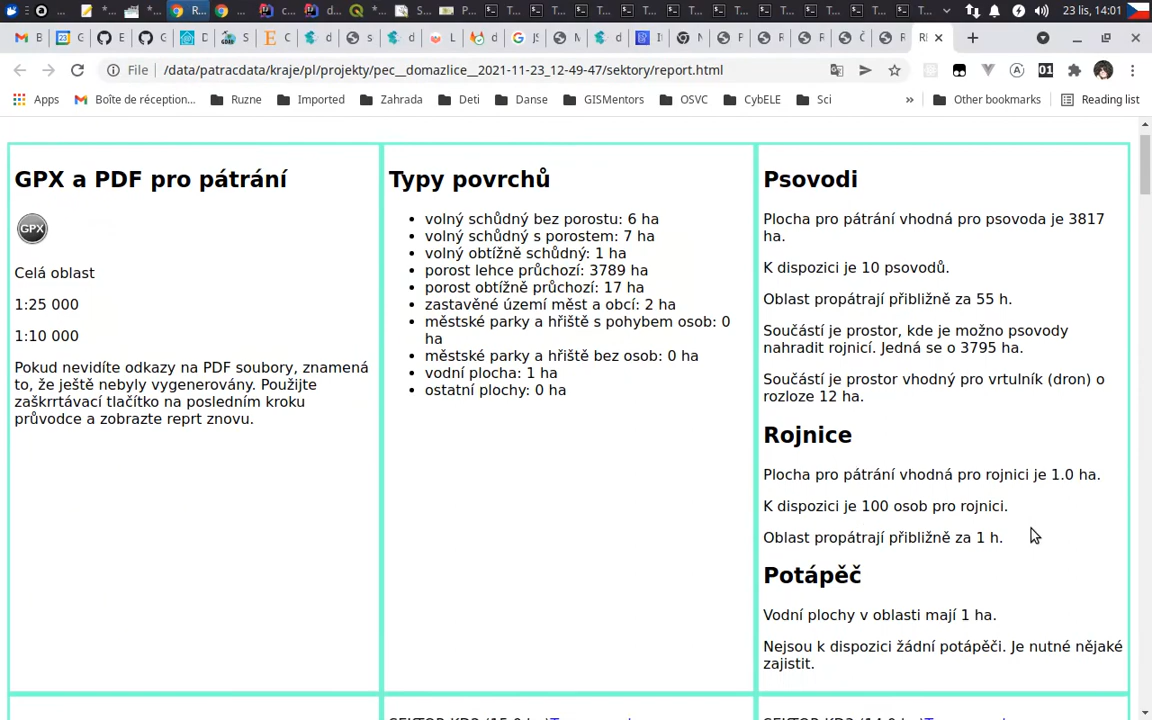 23 lis, 14:01
File
/data/patracdata/kraje/pl/projekty/pec__domazlice__2021-11-23_12-49-47/sektory/report.html
Apps
Boîte de réception...
Ruzne
Imported
Zahrada
Deti
Danse
GISMentors
OSVC
CybELE
Sci
»
Other bookmarks
Reading list
GPX a PDF pro pátrání
GPX
Celá oblast
1:25 000
1:10 000
Pokud nevidíte odkazy na PDF soubory, znamená
to, že ještě nebyly vygenerovány. Použijte
zaškrrtávací tlačítko na posledním kroku
průvodce a zobrazte reprt znovu.
Typy povrchů
volný schůdný bez porostu: 6 ha
volný schůdný s porostem: 7 ha
volný obtížně schůdný: 1 ha
porost lehce průchozí: 3789 ha
porost obtížně průchozí: 17 ha
zastavěné území měst a obcí: 2 ha
městské parky a hřiště s pohybem osob: 0
ha
městské parky a hřiště bez osob: 0 ha
vodní plocha: 1 ha
ostatní plochy: 0 ha
Psovodi
Plocha pro pátrání vhodná pro psovoda je 3817
ha.
K dispozici je 10 psovodů.
Oblast propátrají přibližně za 55 h.
Součástí je prostor, kde je možno psovody
nahradit rojnicí. Jedná se o 3795 ha.
Součástí je prostor vhodný pro vrtulník (dron) o
rozloze 12 ha.
Rojnice
Plocha pro pátrání vhodná pro rojnici je 1.0 ha.
K dispozici je 100 osob pro rojnici.
Oblast propátrají přibližně za 1 h.
Potápěč
Vodní plochy v oblasti mají 1 ha.
Nejsou k dispozici žádní potápěči. Je nutné nějaké
zajistit.